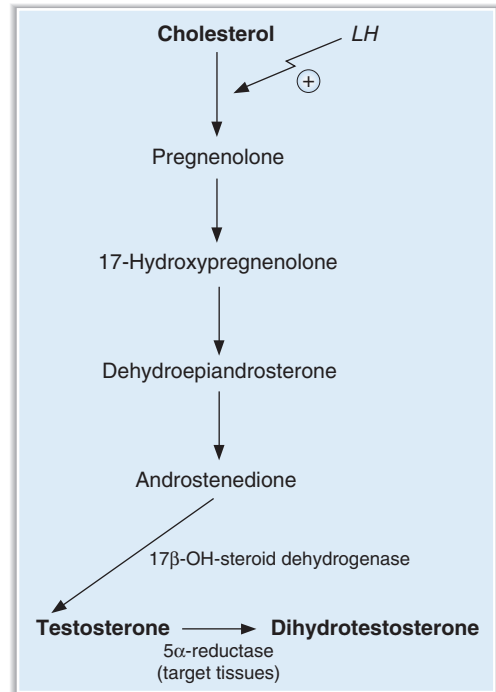 Cholesterol LH
+
Pregnenolone
17-Hydroxypregnenolone
Dehydroepiandrosterone
Androstenedione
17β-OH-steroid dehydrogenase
Testosterone Dihydrotestosterone
5α-reductase
(target tissues)